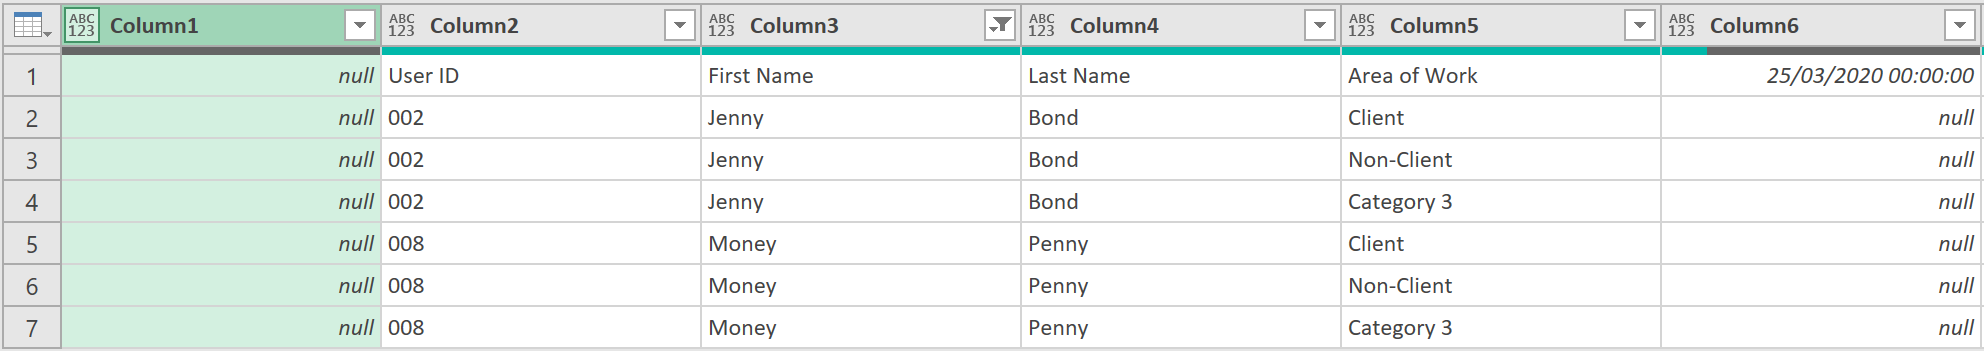 ABC 123 Column1 ABC 123 Column2 ABC 123 Column3 ABC 123 Column4 ABC 123 Column5 ABC 123 Column6
1 null User ID First Name Last Name Area of Work 25/03/2020 00:00:00
2 null 002 Jenny Bond Client null
3 null 002 Jenny Bond Non-Client null
4 null 002 Jenny Bond Category 3 null
5 null 008 Money Penny Client null
6 null 008 Money Penny Non-Client null
7 null 008 Money Penny Category 3 null